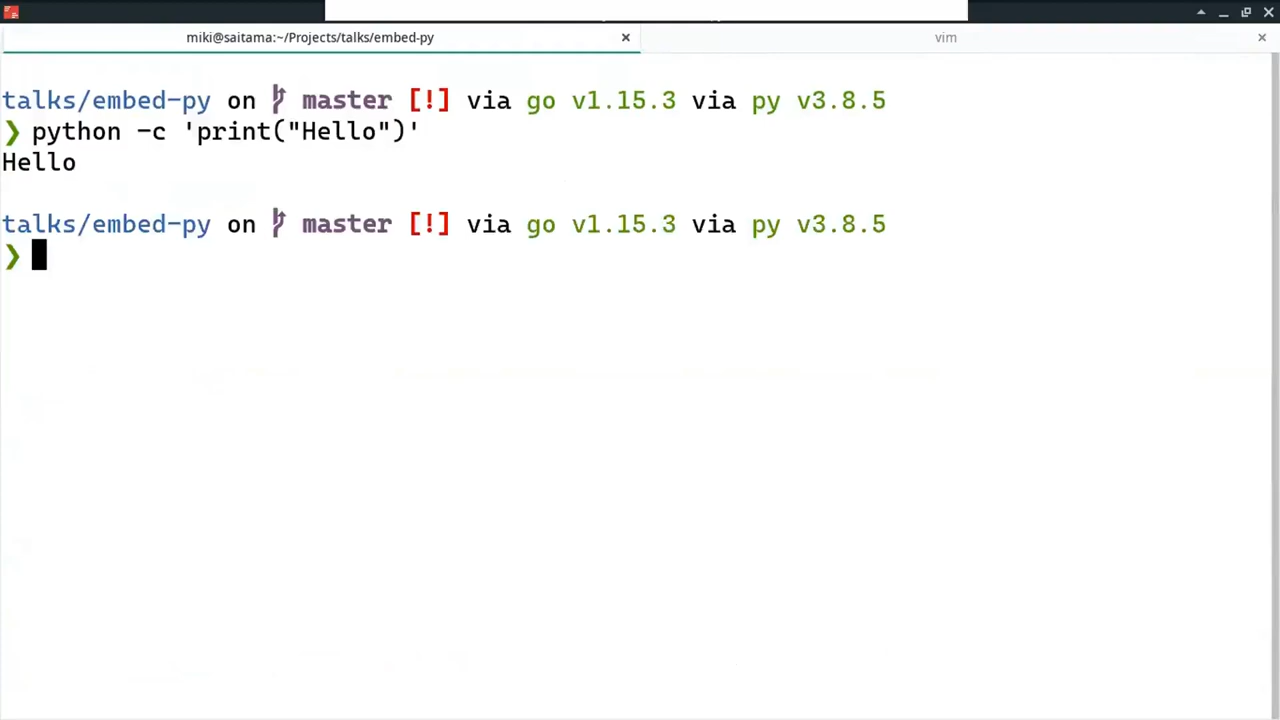 miki@saitama:~/Projects/talks/embed-py
vim
talks/embed-py on master [!] via go v1.15.3 via py v3.8.5
❯ python -c 'print("Hello")'
Hello
talks/embed-py on master [!] via go v1.15.3 via py v3.8.5
❯